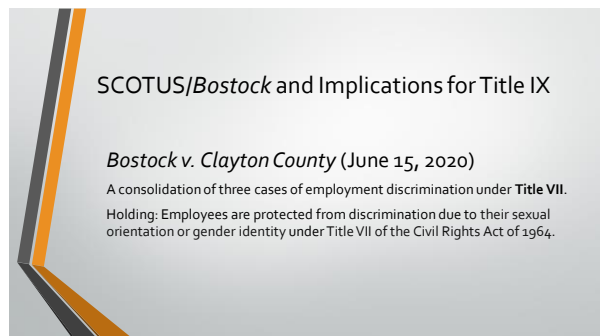 SCOTUS/Bostock and Implications for Title IX
Bostock v. Clayton County (June 15, 2020)
A consolidation of three cases of employment discrimination under Title VII.
Holding: Employees are protected from discrimination due to their sexual
orientation or gender identity under Title VII of the Civil Rights Act of 1964.